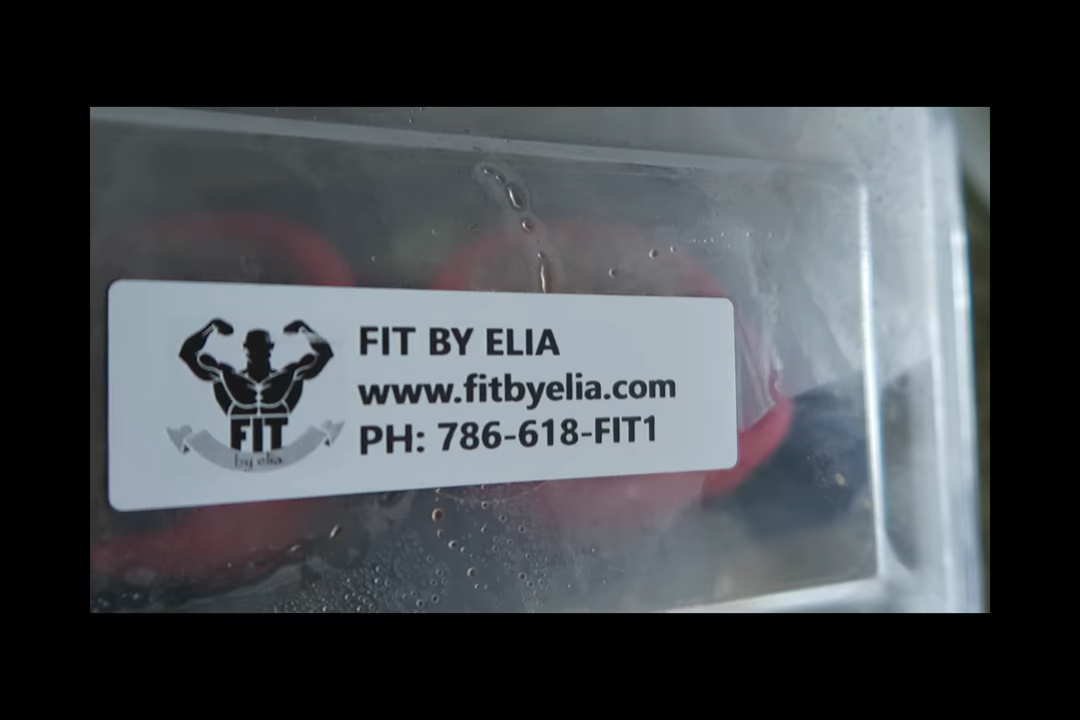 FIT BY ELIA
www.fitbyelia.com
PH: 786-618-FIT1
FIT
by elia